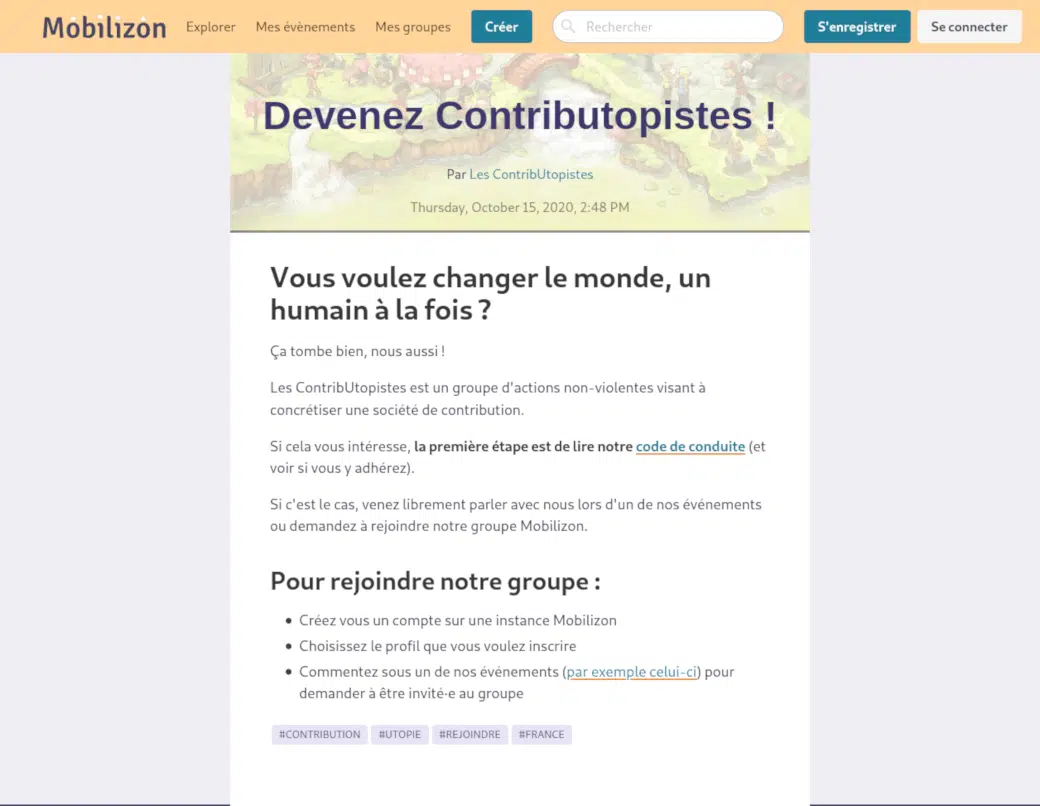 Mobilizon Explorer Mes évènements Mes groupes Créer Rechercher S'enregistrer Se connecter
Devenez Contributopistes !
Par Les ContribUtopistes
Thursday, October 15, 2020, 2:48 PM
Vous voulez changer le monde, un
humain à la fois ?
Ça tombe bien, nous aussi !
Les ContribUtopistes est un groupe d'actions non-violentes visant à
concrétiser une société de contribution.
Si cela vous intéresse, la première étape est de lire notre code de conduite (et
voir si vous y adhérez).
Si c'est le cas, venez librement parler avec nous lors d'un de nos événements
ou demandez à rejoindre notre groupe Mobilizon.
Pour rejoindre notre groupe :
• Créez vous un compte sur une instance Mobilizon
• Choisissez le profil que vous voulez inscrire
• Commentez sous un de nos événements (par exemple celui-ci) pour
demander à être invité·e au groupe
#CONTRIBUTION #UTOPIE #REJOINDRE #FRANCE